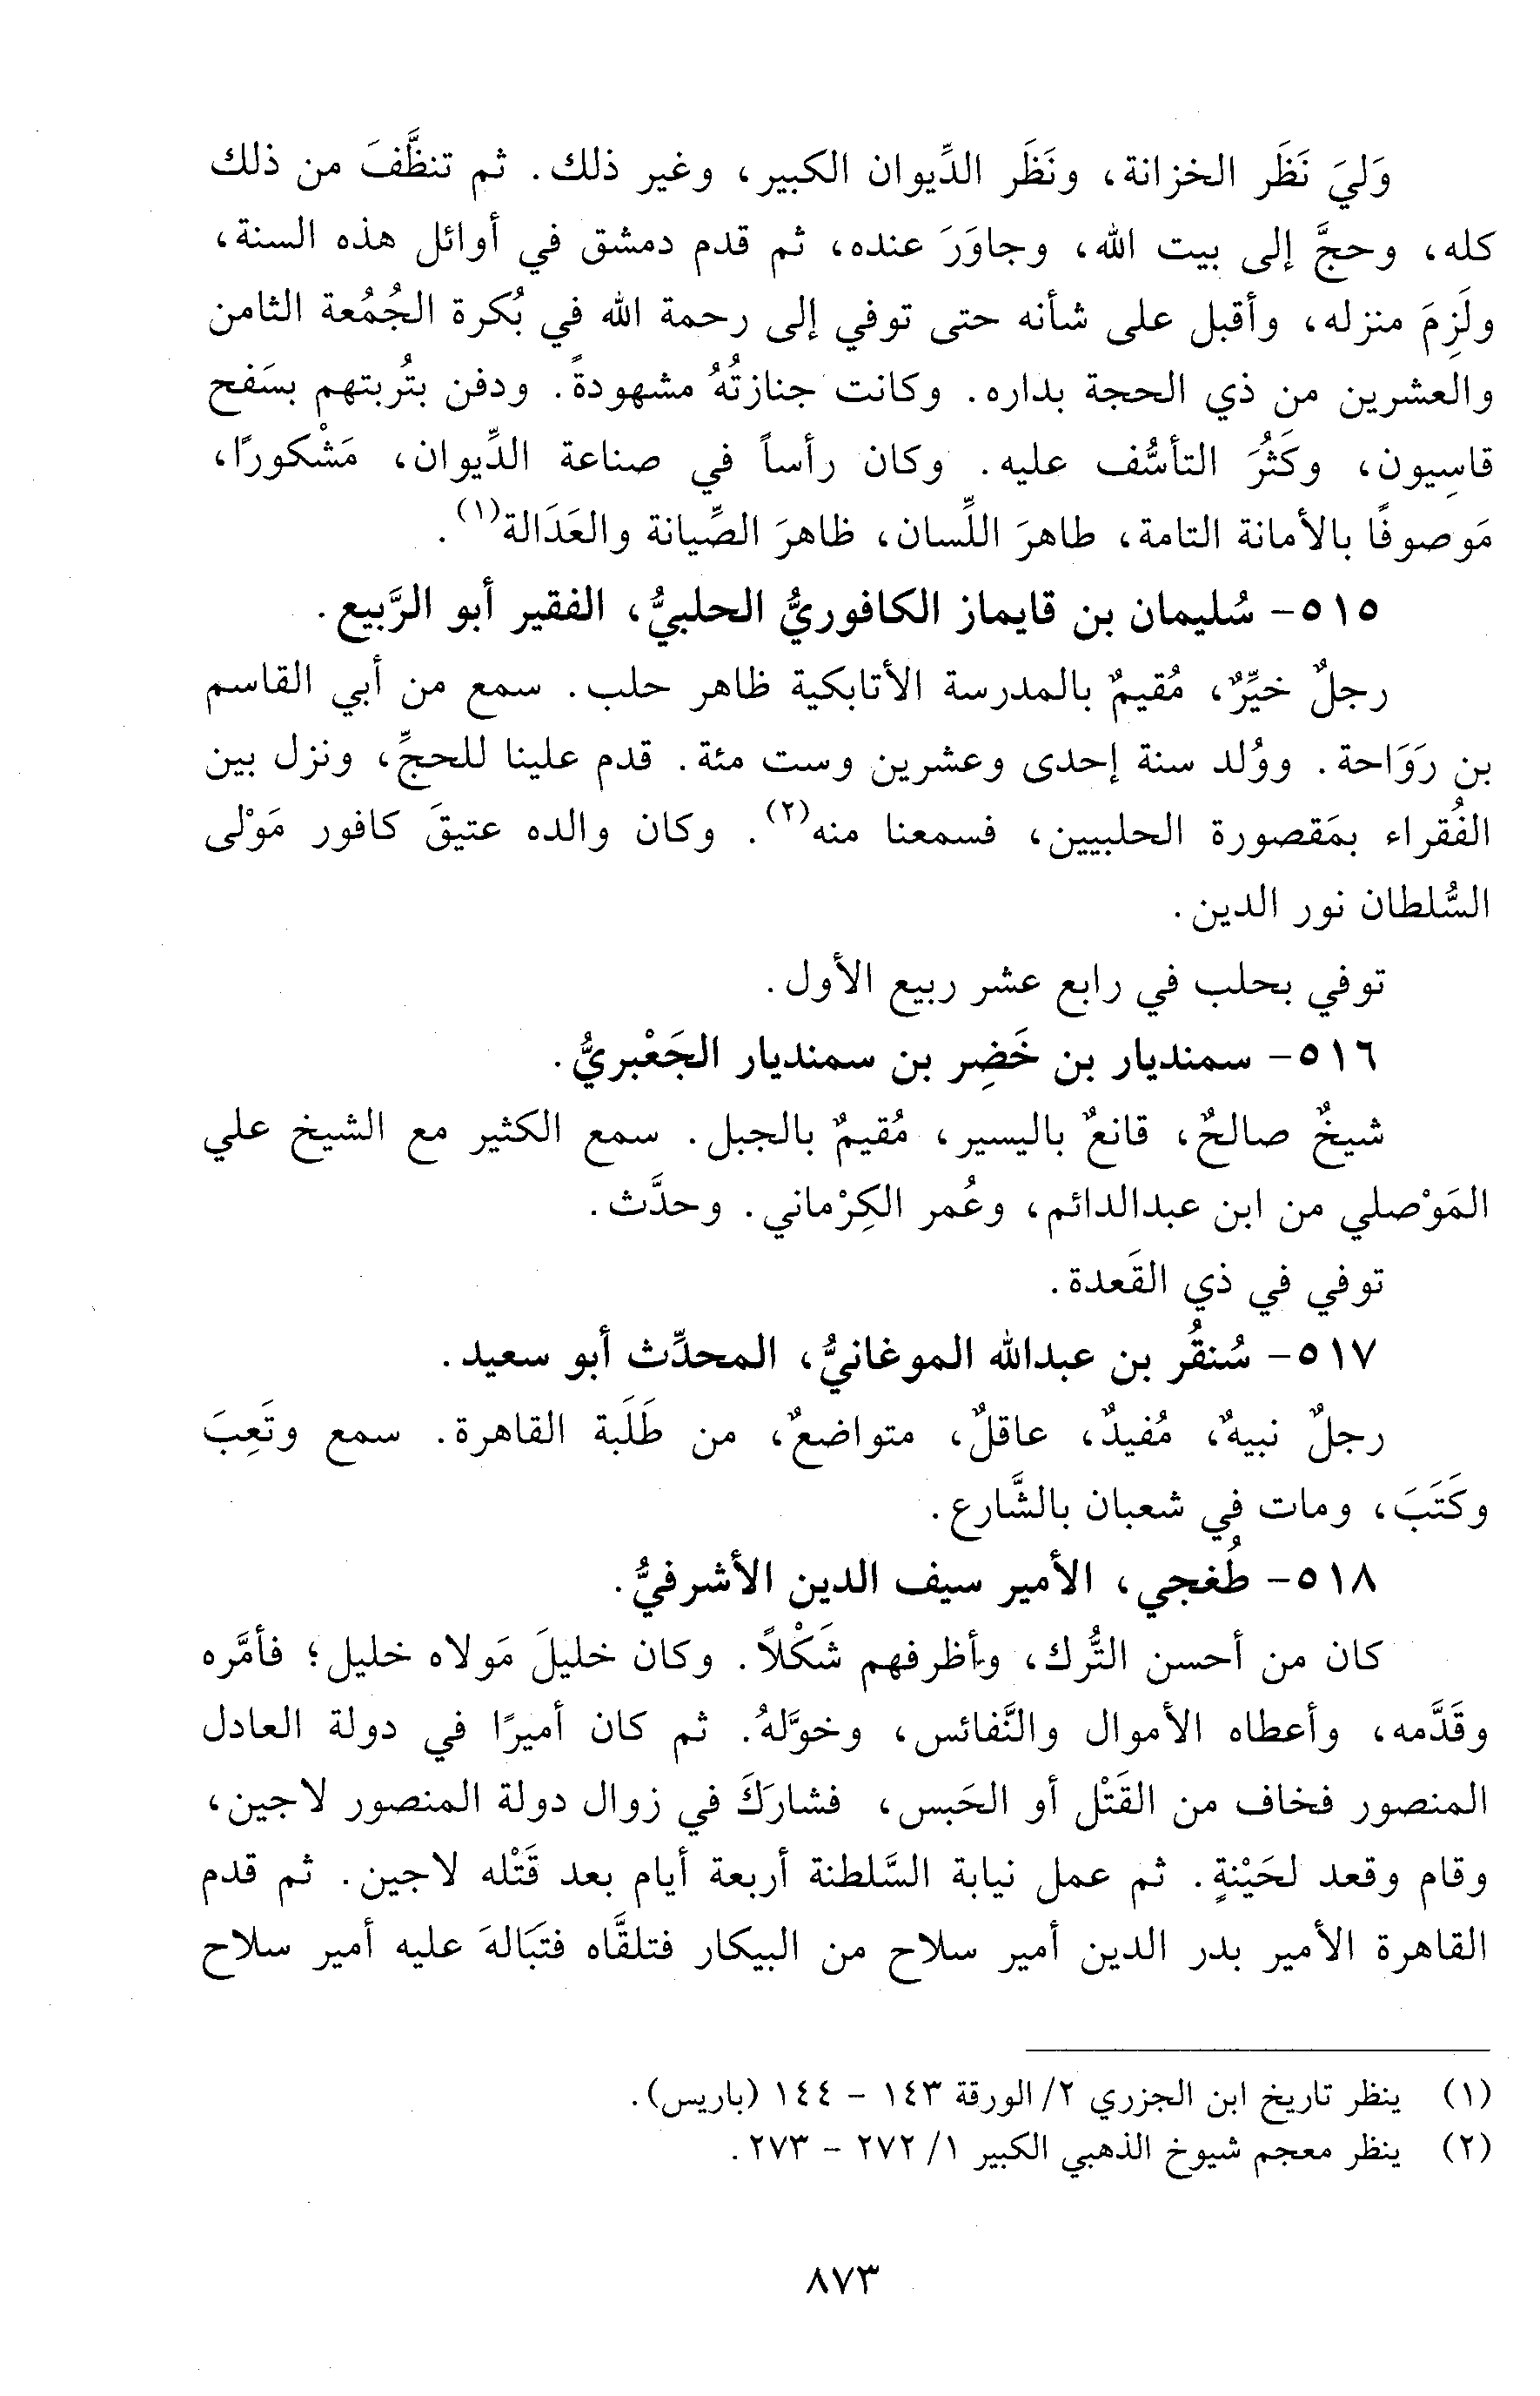 وَليَ نَظَر الخزانة، ونَظَر الدِّيوان الكبير، وغير ذلك. ثم تنظَّفَ من ذلك
كله، وحجَّ إلى بيت الله، وجاوَرَ عنده، ثم قدم دمشق في أوائل هذه السنة،
ولَزِمَ منزله، وأقبل على شأنه حتى توفي إلى رحمة الله في بُكرة الجُمُعة الثامن
والعشرين من ذي الحجة بداره. وكانت جنازتُهُ مشهودةً. ودفن بتُربتهم بسَفح
قاسِيون، وكَثُرَ التأسُّف عليه. وكان رأساً في صناعة الدِّيوان، مَشْكورًا،
مَوصوفًا بالأمانة التامة، طاهرَ اللِّسان، ظاهرَ الصِّيانة والعَدَالة(١).
٥١٥- سُليمان بن قايماز الكافوريُّ الحلبيُّ، الفقير أبو الرَّبيع.
رجلٌ خيِّرٌ، مُقيمٌ بالمدرسة الأتابكية ظاهر حلب. سمع من أبي القاسم
بن رَوَاحة. ووُلد سنة إحدى وعشرين وست مئة. قدم علينا للحجِّ، ونزل بين
الفُقراء بمَقصورة الحلبيين، فسمعنا منه(٢). وكان والده عتيقَ كافور مَوْلى
السُّلطان نور الدين.
توفي بحلب في رابع عشر ربيع الأول.
٥١٦- سمنديار بن خَضِر بن سمنديار الجَعْبريُّ.
شيخٌ صالحٌ، قانعٌ باليسير، مُقيمٌ بالجبل. سمع الكثير مع الشيخ علي
المَوْصلي من ابن عبدالدائم، وعُمر الكِرْماني. وحدَّث.
توفي في ذي القَعدة.
٥١٧- سُنقُر بن عبدالله الموغانيُّ، المحدِّث أبو سعيد.
رجلٌ نبيهٌ، مُفيدٌ، عاقلٌ، متواضعٌ، من طَلَبة القاهرة. سمع وتَعِبَ
وكَتَبَ، ومات في شعبان بالشَّارع.
٥١٨- طُغجي، الأمير سيف الدين الأشرفيُّ.
كان من أحسن التُّرك، وأظرفهم شَكْلاً. وكان خليلَ مَولاه خليل؛ فأمَّره
وقَدَّمه، وأعطاه الأموال والنَّفائس، وخوَّلهُ. ثم كان أميرًا في دولة العادل
المنصور فخاف من القَتْل أو الحَبس، فشارَكَ في زوال دولة المنصور لاجين،
وقام وقعد لحَيْنةٍ. ثم عمل نيابة السَّلطنة أربعة أيام بعد قَتْله لاجين. ثم قدم
القاهرة الأمير بدر الدين أمير سلاح من البيكار فتلقَّاه فتَبَالهَ عليه أمير سلاح
(١) ينظر تاريخ ابن الجزري ٢/ الورقة ١٤٣ - ١٤٤ (باريس).
(٢) ينظر معجم شيوخ الذهبي الكبير ١/ ٢٧٢ - ٢٧٣.
٨٧٣